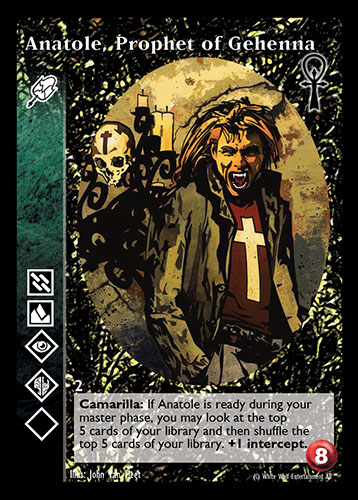 Anatole, Prophet of Gehenna
2
Camarilla: If Anatole is ready during your
master phase, you may look at the top
5 cards of your library and then shuffle the
top 5 cards of your library. +1 intercept.
8
Illus: John Van Fleet
(C) White Wolf Entertainment AB